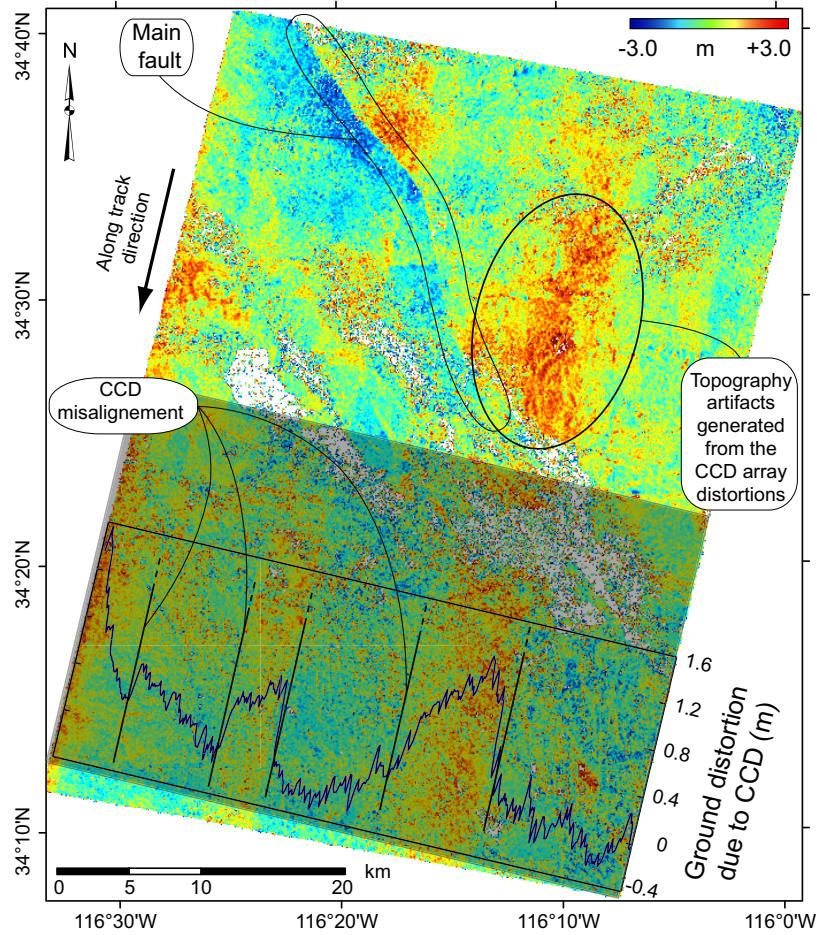 34°40'N
34°30'N
34°20'N
34°10'N
N
Main
fault
-3.0 m +3.0
Along track
direction
CCD
misalignement
Topography
artifacts
generated
from the
CCD array
distortions
1.6
1.2
0.8
0.4
0
-0.4
Ground distortion
due to CCD (m)
0 5 10 20 km
116°30'W 116°20'W 116°10'W 116°0'W